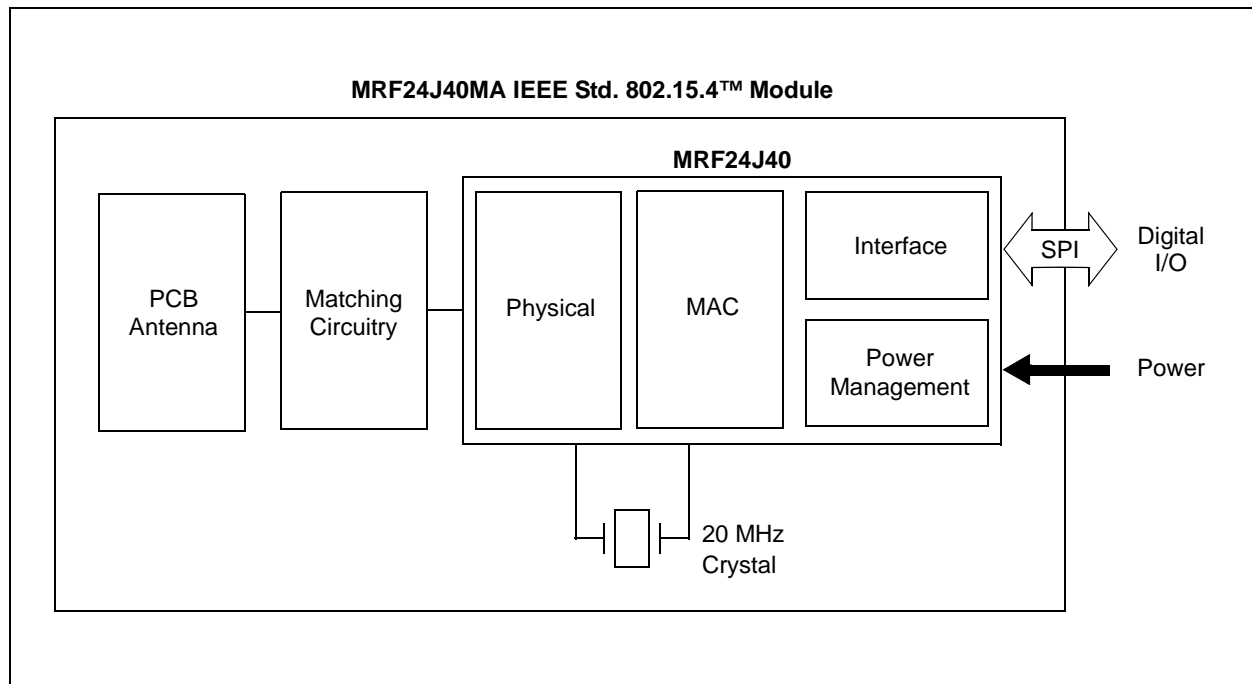 MRF24J40MA IEEE Std. 802.15.4™ Module
MRF24J40
PCB
Antenna
Matching
Circuitry
Physical
MAC
Interface
Power
Management
SPI
Digital
I/O
Power
20 MHz
Crystal